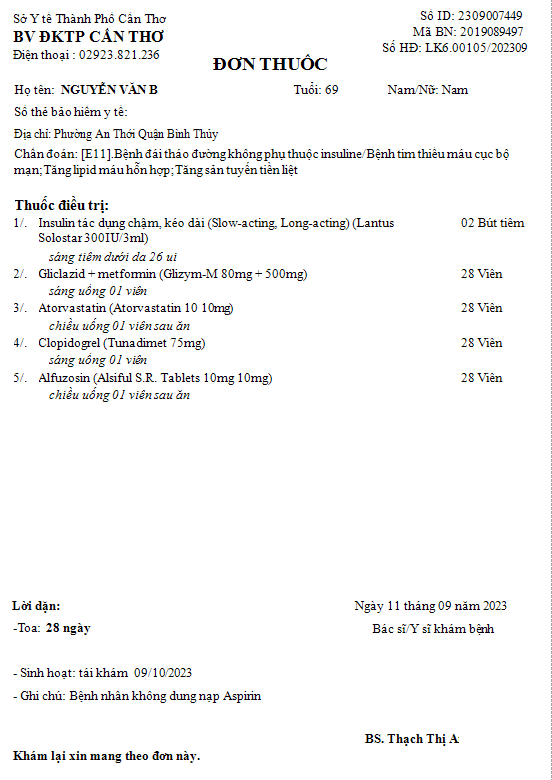 Sở Y tế Thành Phố Cần Thơ
BV ĐKTP CẦN THƠ
Điện thoại : 02923.821.236
Số ID: 2309007449
Mã BN: 2019089497
Số HĐ: LK6.00105/202309
ĐƠN THUỐC
Họ tên: NGUYỄN VĂN B Tuổi: 69 Nam/Nữ: Nam
Số thẻ bảo hiểm y tế:
Địa chỉ: Phường An Thới Quận Bình Thủy
Chẩn đoán: [E11].Bệnh đái tháo đường không phụ thuộc insuline/Bệnh tim thiếu máu cục bộ
mạn;Tăng lipid máu hỗn hợp;Tăng sản tuyến tiền liệt
Thuốc điều trị:
1/. Insulin tác dụng chậm, kéo dài (Slow-acting, Long-acting) (Lantus 02 Bút tiêm
Solostar 300IU/3ml)
sáng tiêm dưới da 26 ui
2/. Gliclazid + metformin (Glizym-M 80mg + 500mg) 28 Viên
sáng uống 01 viên
3/. Atorvastatin (Atorvastatin 10 10mg) 28 Viên
chiều uống 01 viên sau ăn
4/. Clopidogrel (Tunadimet 75mg) 28 Viên
sáng uống 01 viên
5/. Alfuzosin (Alsiful S.R. Tablets 10mg 10mg) 28 Viên
chiều uống 01 viên sau ăn
Lời dặn: Ngày 11 tháng 09 năm 2023
-Toa: 28 ngày Bác sĩ/Y sĩ khám bệnh
- Sinh hoạt: tái khám 09/10/2023
- Ghi chú: Bệnh nhân không dung nạp Aspirin
BS. Thạch Thị A
Khám lại xin mang theo đơn này.